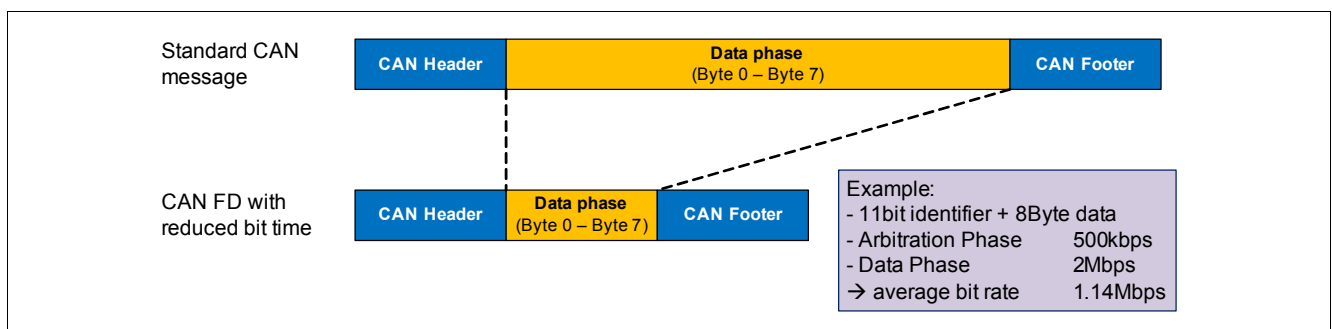 Standard CAN
message
CAN Header
Data phase
(Byte 0 – Byte 7)
CAN Footer
CAN FD with
reduced bit time
CAN Header
Data phase
(Byte 0 – Byte 7)
CAN Footer
Example:
- 11bit identifier + 8Byte data
- Arbitration Phase 500kbps
- Data Phase 2Mbps
→ average bit rate 1.14Mbps